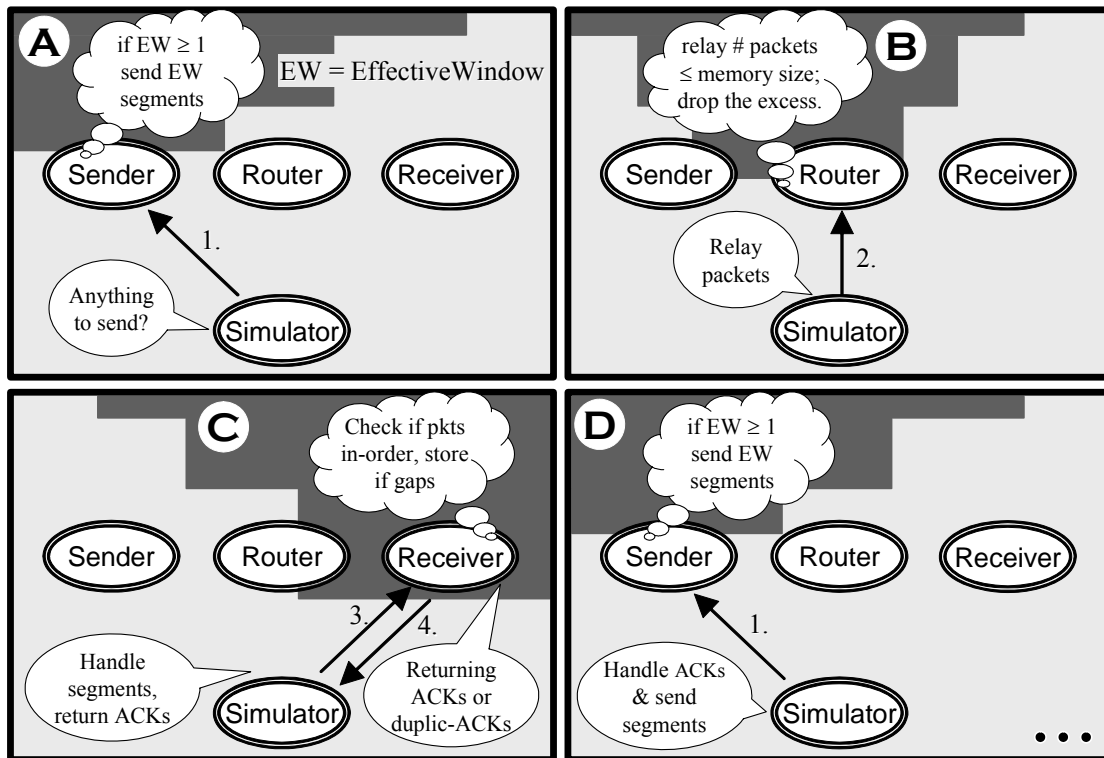 A
if EW ≥ 1
send EW
segments
EW = EffectiveWindow
Sender
Router
Receiver
1.
Anything
to send?
Simulator
B
relay # packets
≤ memory size;
drop the excess.
Sender
Router
Receiver
2.
Relay
packets
Simulator
C
Check if pkts
in-order, store
if gaps
Sender
Router
Receiver
3.
4.
Handle
segments,
return ACKs
Simulator
Returning
ACKs or
duplic-ACKs
D
if EW ≥ 1
send EW
segments
Sender
Router
Receiver
1.
Handle ACKs
& send
segments
Simulator
• • •